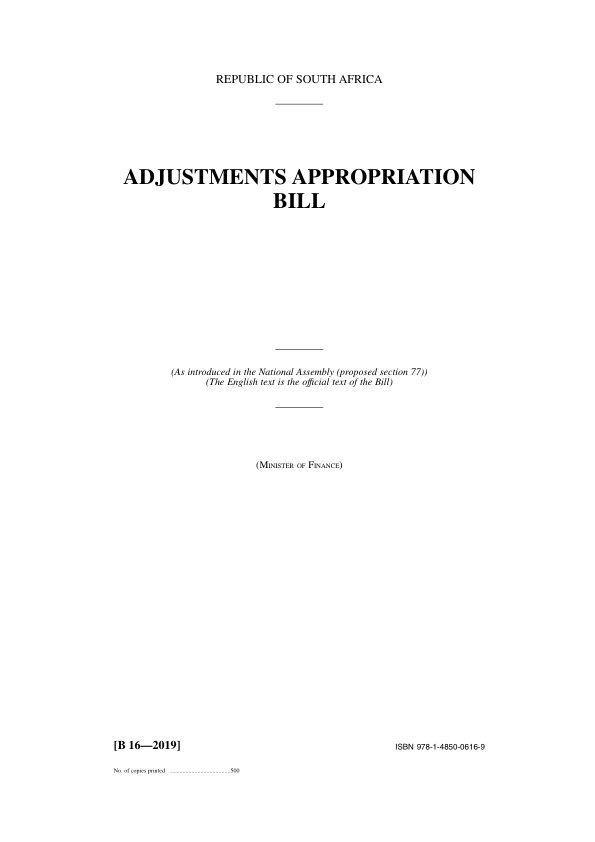 REPUBLIC OF SOUTH AFRICA
ADJUSTMENTS APPROPRIATION
BILL
(As introduced in the National Assembly (proposed section 77))
(The English text is the official text of the Bill)
(Minister of Finance)
[B 16—2019]
ISBN 978-1-4850-0616-9
No. of copies printed .........................................500